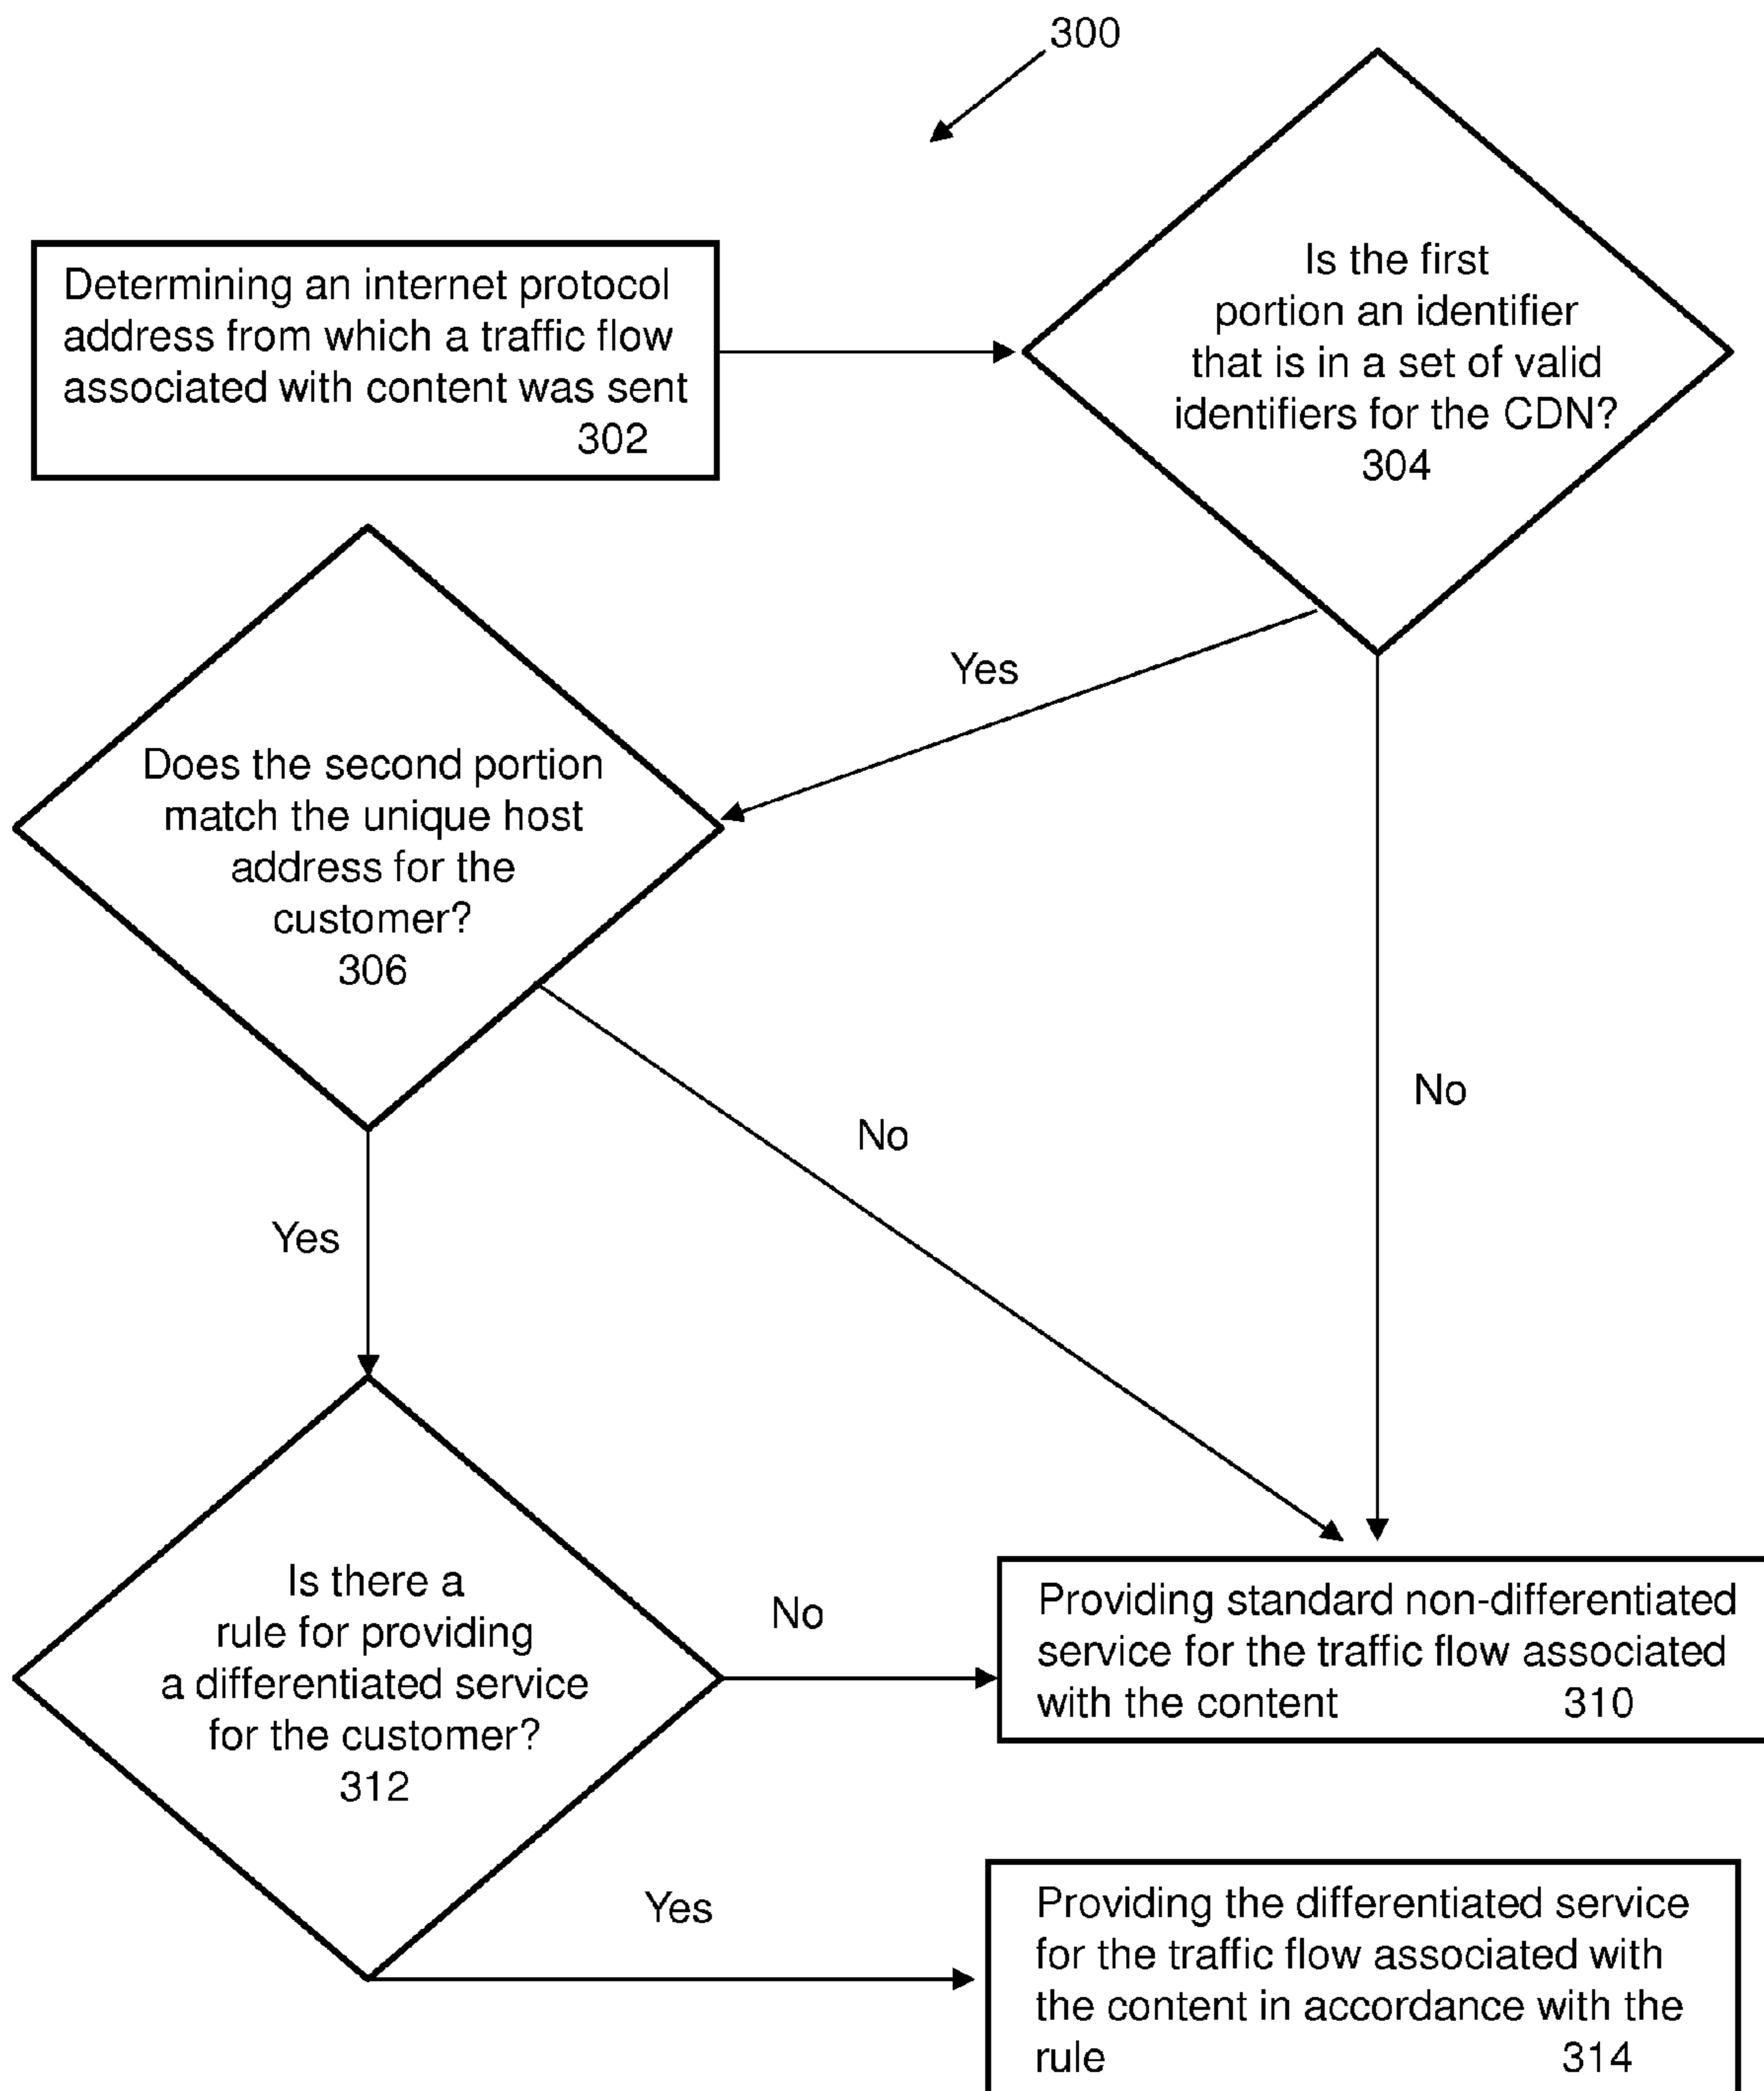 300
Determining an internet protocol
address from which a traffic flow
associated with content was sent
302
Is the first
portion an identifier
that is in a set of valid
identifiers for the CDN?
304
Yes
No
Does the second portion
match the unique host
address for the
customer?
306
No
Yes
Is there a
rule for providing
a differentiated service
for the customer?
312
No
Providing standard non-differentiated
service for the traffic flow associated
with the content 310
Yes
Providing the differentiated service
for the traffic flow associated with
the content in accordance with the
rule 314